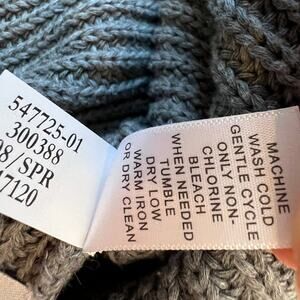 547725-01
300388
98/SPR
7120
MACHINE
WASH COLD
GENTLE CYCLE
ONLY NON-
CHLORINE
BLEACH
WHEN NEEDED
TUMBLE
DRY LOW
WARM IRON
OR DRY CLEAN